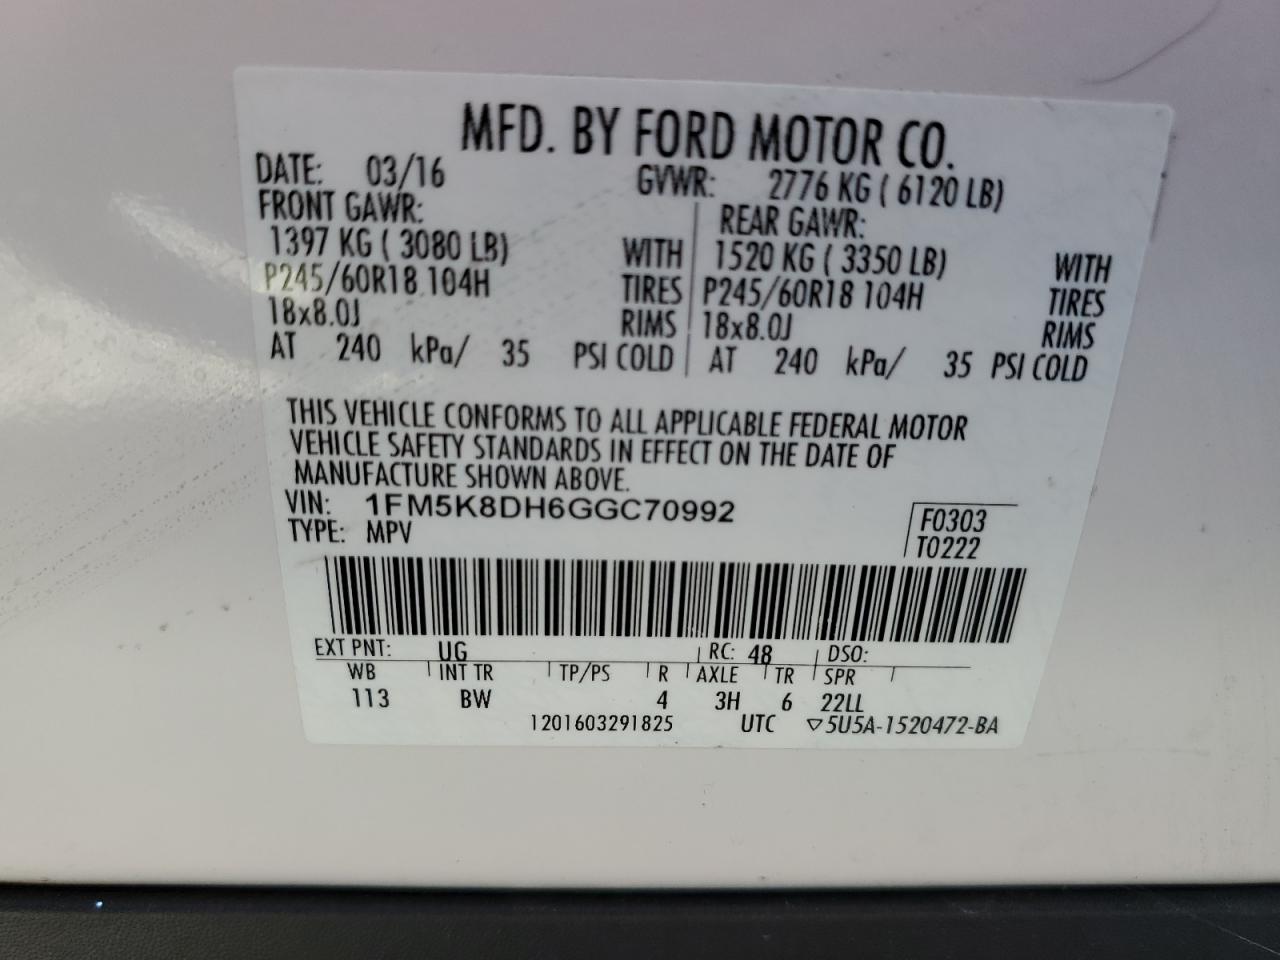 MFD. BY FORD MOTOR CO.
DATE: 03/16 GVWR: 2776 KG ( 6120 LB)
FRONT GAWR: REAR GAWR:
1397 KG ( 3080 LB) WITH 1520 KG ( 3350 LB) WITH
P245/60R18 104H TIRES P245/60R18 104H TIRES
18x8.0J RIMS 18x8.0J RIMS
AT 240 kPa/ 35 PSI COLD AT 240 kPa/ 35 PSI COLD
THIS VEHICLE CONFORMS TO ALL APPLICABLE FEDERAL MOTOR
VEHICLE SAFETY STANDARDS IN EFFECT ON THE DATE OF
MANUFACTURE SHOWN ABOVE.
VIN: 1FM5K8DH6GGC70992 F0303
TYPE: MPV T0222
EXT PNT: UG RC: 48 DSO:
WB INT TR TP/PS R AXLE TR SPR
113 BW 4 3H 6 22LL
1201603291825 UTC ▽5U5A-1520472-BA